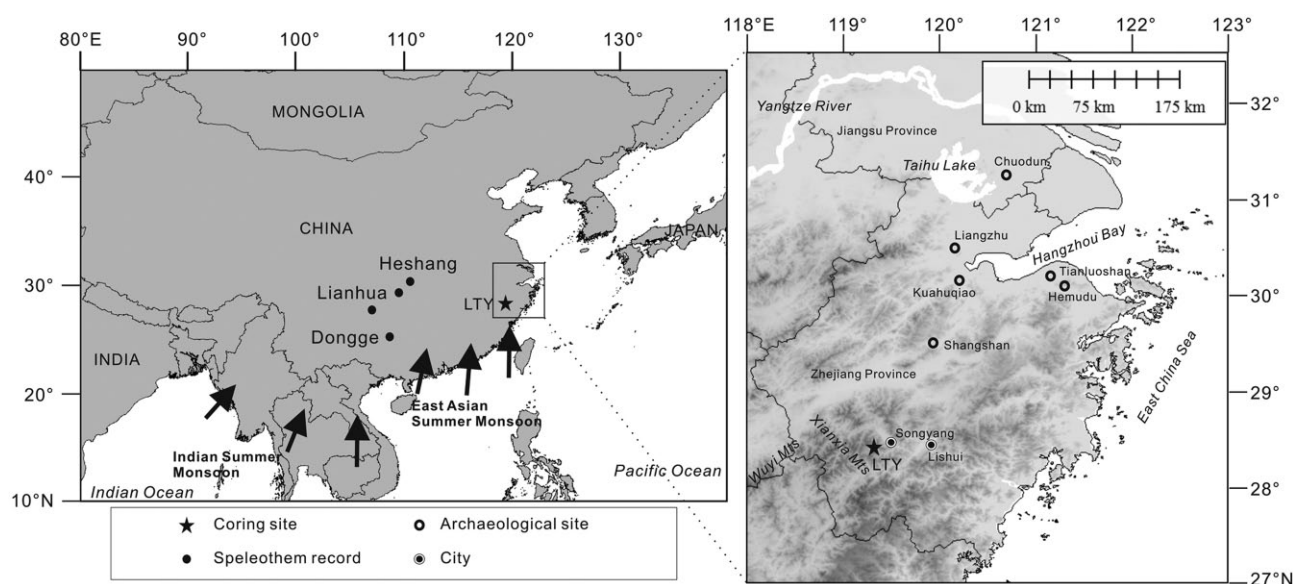 80°E 90° 100° 110° 120° 130°
MONGOLIA
40°
CHINA
JAPAN
Heshang
30°
Lianhua
LTY
Dongge
INDIA
20°
East Asian
Summer Monsoon
Indian Summer
Monsoon
Pacific Ocean
10°N
Indian Ocean
Coring site
Archaeological site
Speleothem record
City
118°E 119° 120° 121° 122° 123°
0 km 75 km 175 km
32°
Yangtze River
Jiangsu Province
Taihu Lake
Chuodun
31°
Liangzhu
Hangzhou Bay
Tianluoshan
Kuahuqiao
Hemudu
30°
Shangshan
Zhejiang Province
East China Sea
29°
Xianxia Mts
Songyang
Wuyi Mts
LTY
Lishui
28°
27°N